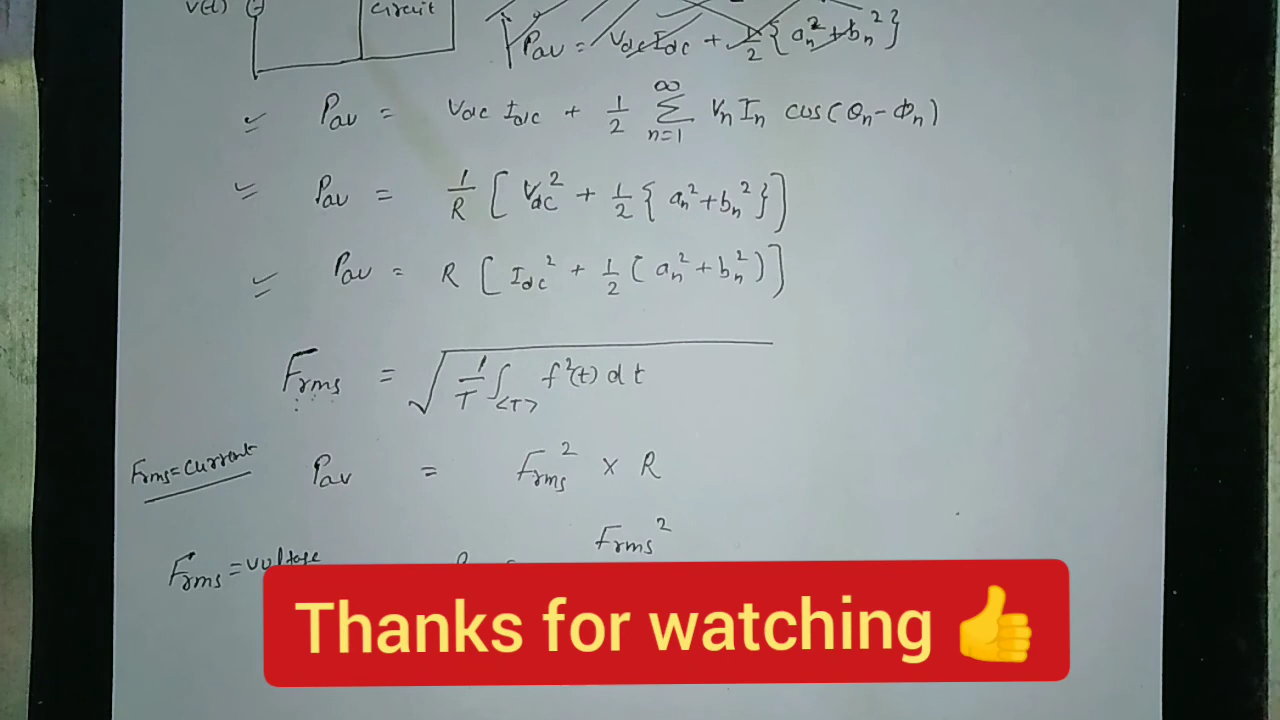 v(t)
circuit
Pav = Vdc Idc + 1/2 { an² + bn² }
Pav = Vdc Idc + 1/2 ∑_{n=1}^{∞} Vn In cos(θn - Φn)
Pav = 1/R [ Vdc² + 1/2 { an² + bn² } ]
Pav = R [ Idc² + 1/2 ( an² + bn² ) ]
Frms = √(1/T ∫<T> f²(t) dt)
Frms = current
Pav = Frms² × R
Frms = voltage
Frms²
Thanks for watching 👍